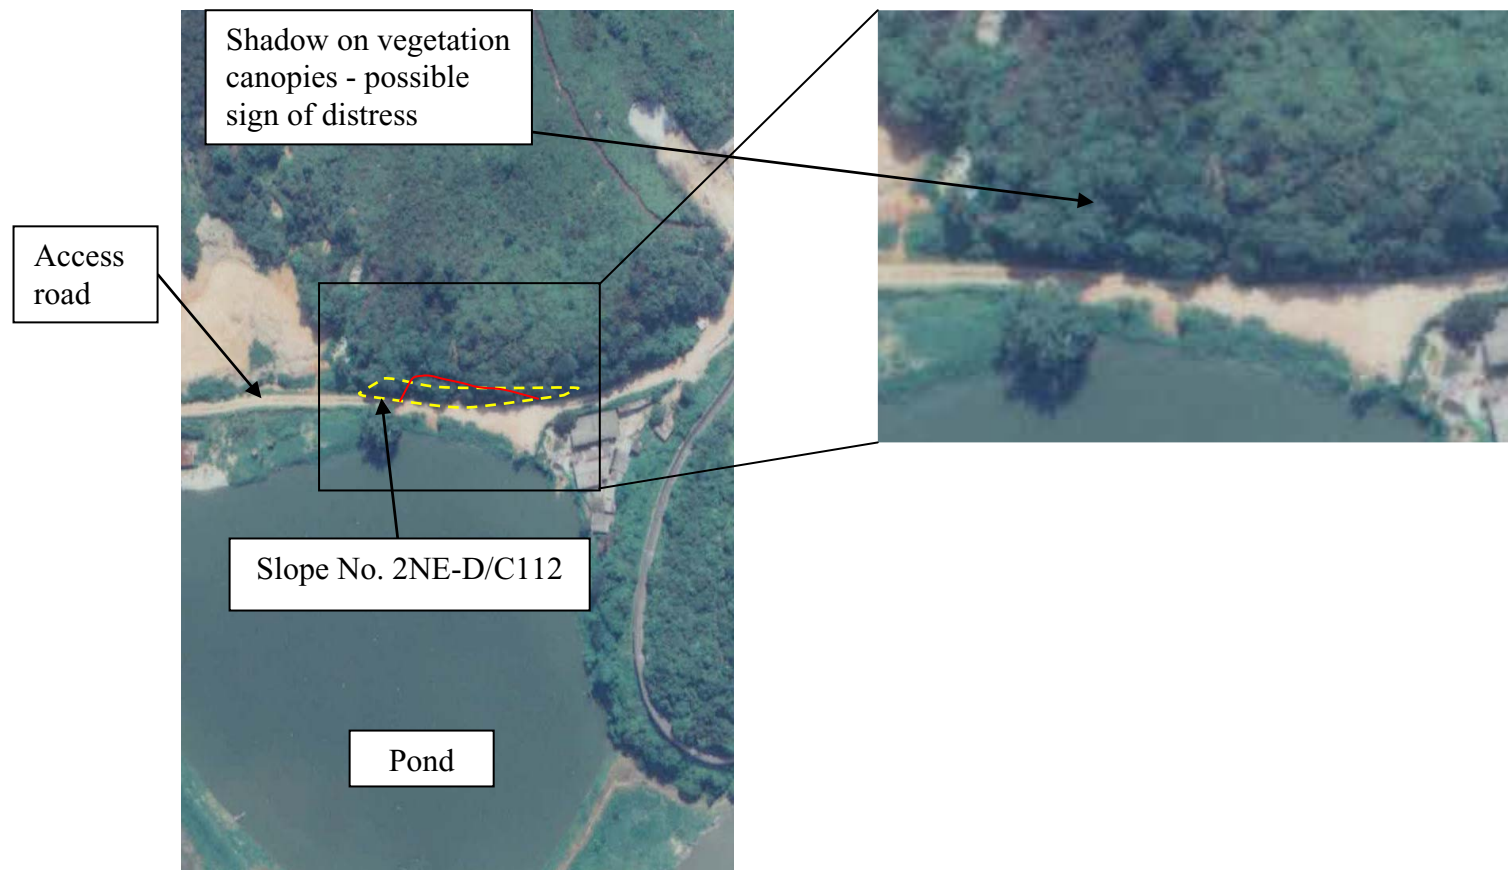 Shadow on vegetation
canopies - possible
sign of distress
Access
road
Slope No. 2NE-D/C112
Pond